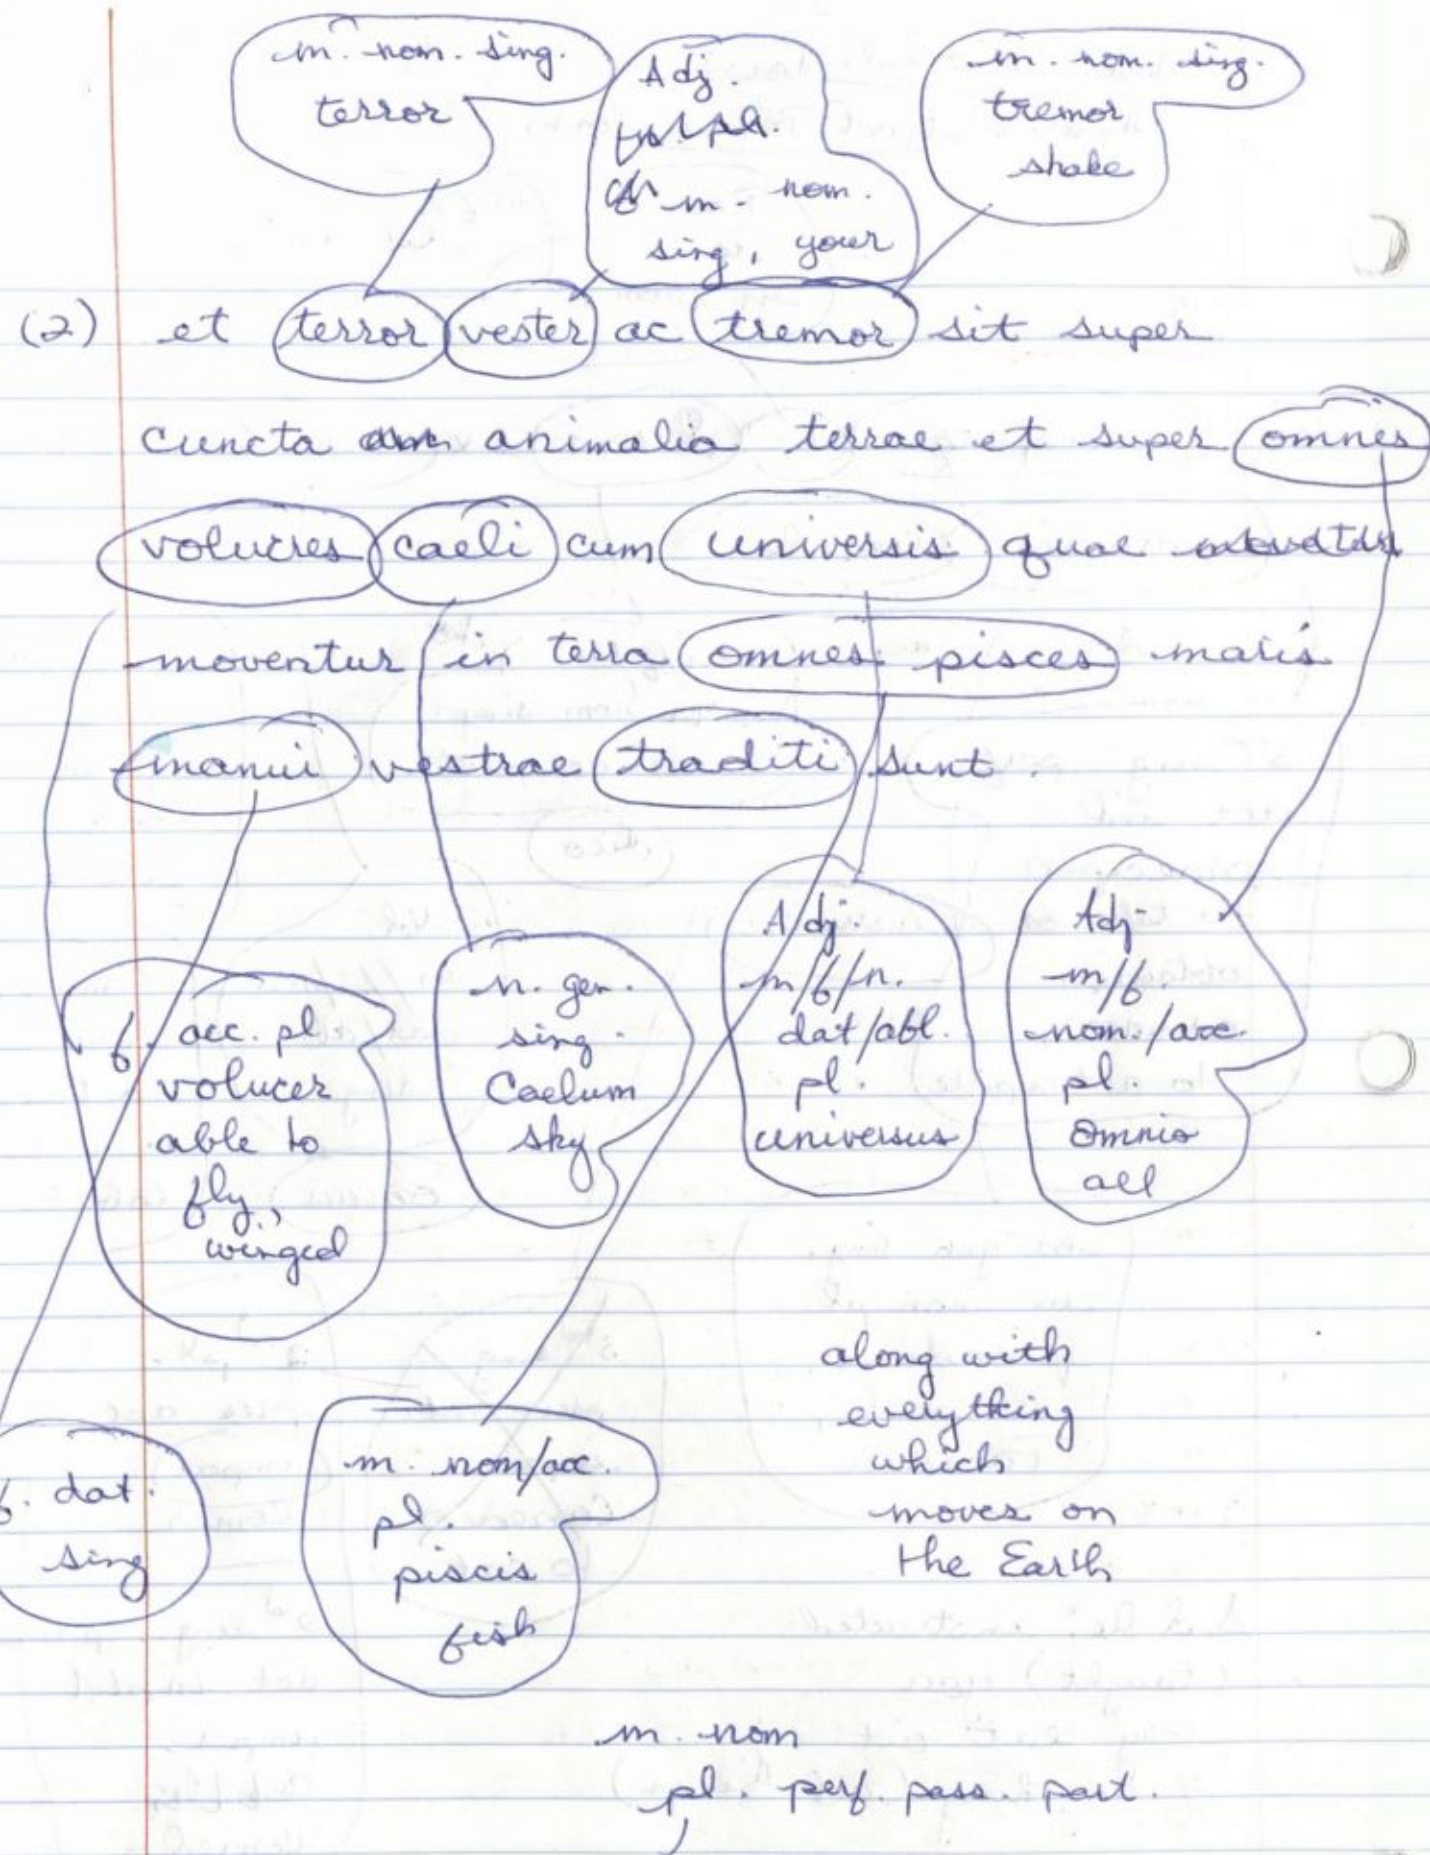 m. nom. sing.
terror
Adj.
m. nom.
sing, your
m. nom. sing.
tremor
shake
(2) et terror vester ac tremor sit super
cuncta animalia terrae et super omnes
volucres caeli cum universis quae
moventur in terra omnes pisces maris
manui vestrae traditi sunt.
f. acc. pl.
volucer
able to
fly,
winged
n. gen.
sing.
Caelum
sky
Adj.
m/f/n.
dat/abl.
pl.
universus
Adj
m/f.
nom./acc.
pl.
omnis
all
along with
everything
which
moves on
the Earth
f. dat.
sing
m. nom/acc.
pl.
piscis
fish
m. nom
pl. perf. pass. part.